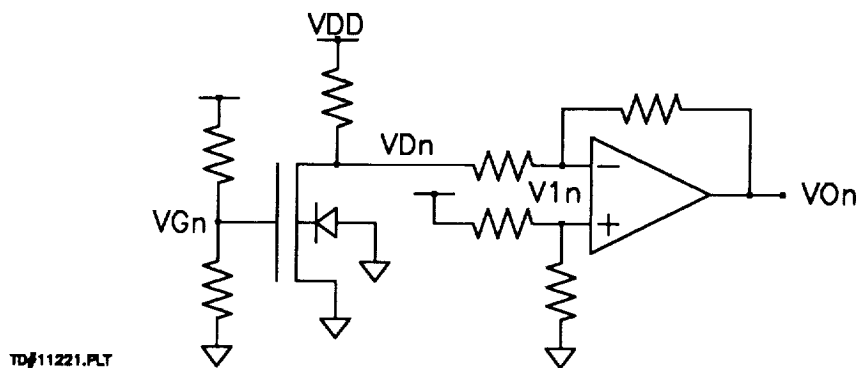 VDD
VDn
V1n
VGn
−
+
VOn
TD#11221.PLT